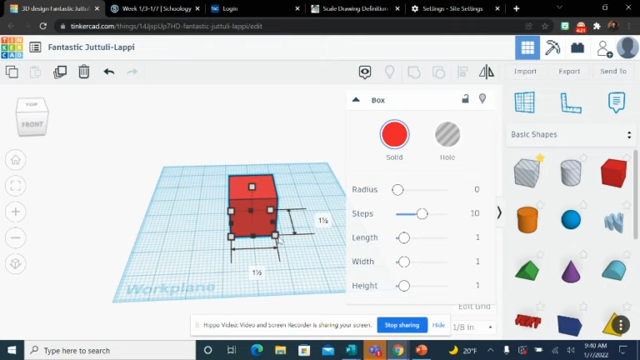 3D design Fantastic Juttuli-Lapp
Week 1/3-1/7 | Schoology
Login
Scale Drawing Definition
Settings - Site Settings
tinkercad.com/things/14JspUp7HD-fantastic-juttuli-lappi/edit
TIN
KER
CAD
Fantastic Juttuli-Lappi
Import
Export
Send To
TOP
FRONT
Box
Solid
Hole
Basic Shapes
Radius 0
Steps 10
Length 1
Width 1
Height 1
1½
1½
Workplane
Edit Grid
1/8 In
Hippo Video: Video and Screen Recorder is sharing your screen.
Stop sharing
Hide
Type here to search
20°F
9:40 AM
1/7/2022